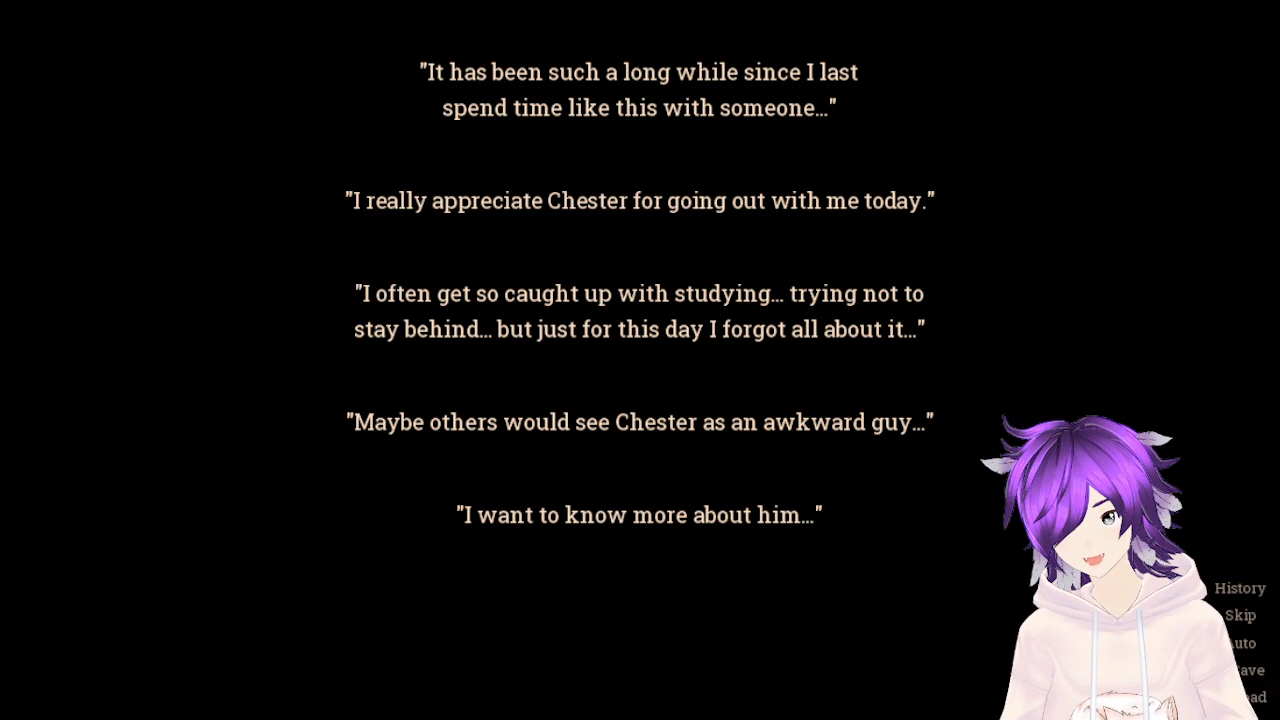 "It has been such a long while since I last
spend time like this with someone..."
"I really appreciate Chester for going out with me today."
"I often get so caught up with studying... trying not to
stay behind... but just for this day I forgot all about it..."
"Maybe others would see Chester as an awkward guy..."
"I want to know more about him..."
History
Skip